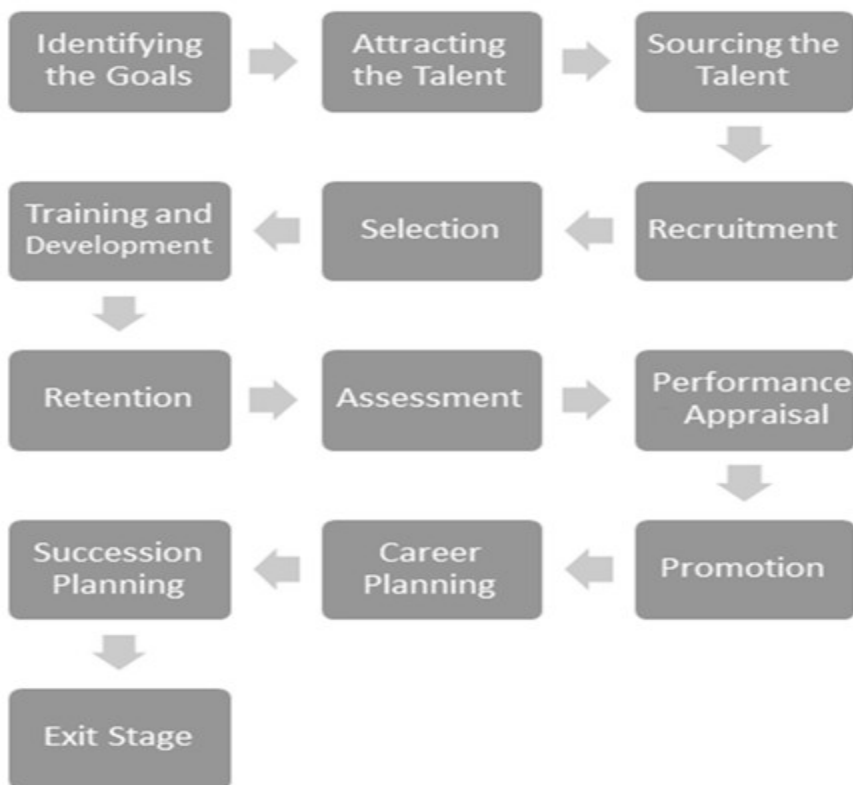 Identifying
the Goals
Attracting
the Talent
Sourcing the
Talent
Recruitment
Selection
Training and
Development
Retention
Assessment
Performance
Appraisal
Promotion
Career
Planning
Succession
Planning
Exit Stage